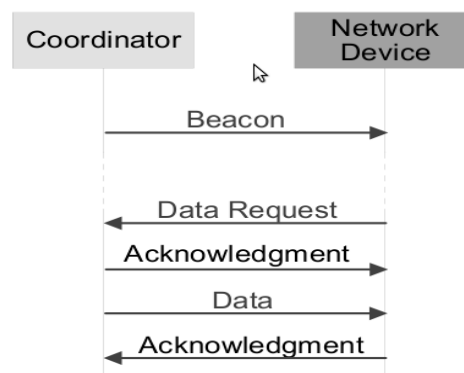 Coordinator
Network
Device
Beacon
Data Request
Acknowledgment
Data
Acknowledgment